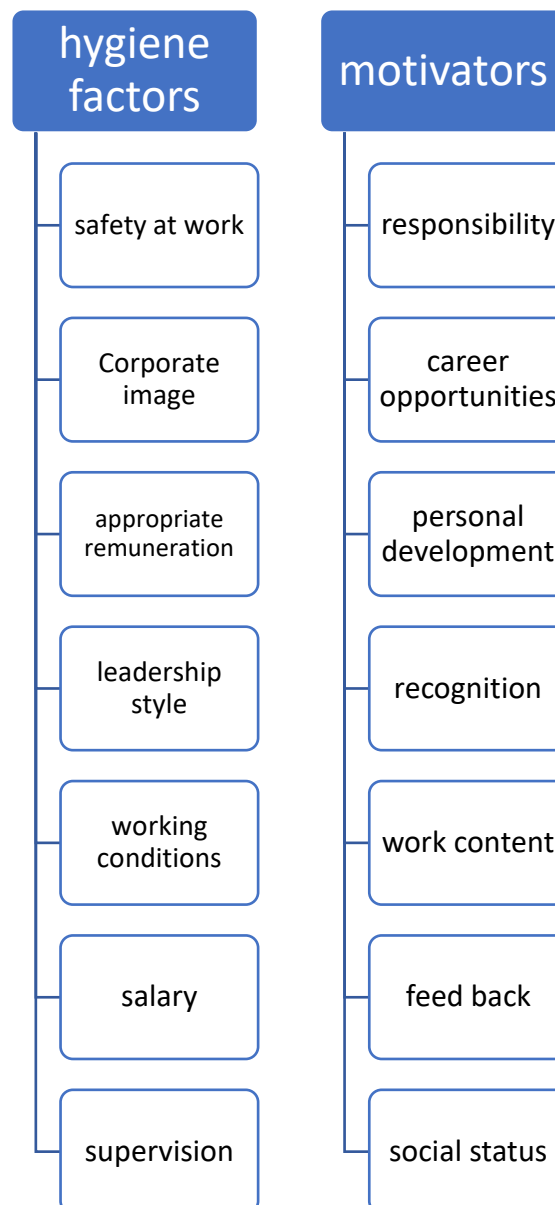 hygiene
factors
safety at work
Corporate
image
appropriate
remuneration
leadership
style
working
conditions
salary
supervision
motivators
responsibility
career
opportunities
personal
development
recognition
work content
feed back
social status